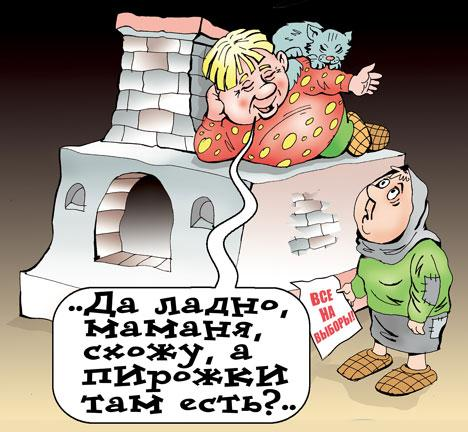 ..Да ладно,
маманя,
схожу, а
пирожки
там есть?..
ВСЕ
НА
ВЫБОРЫ!